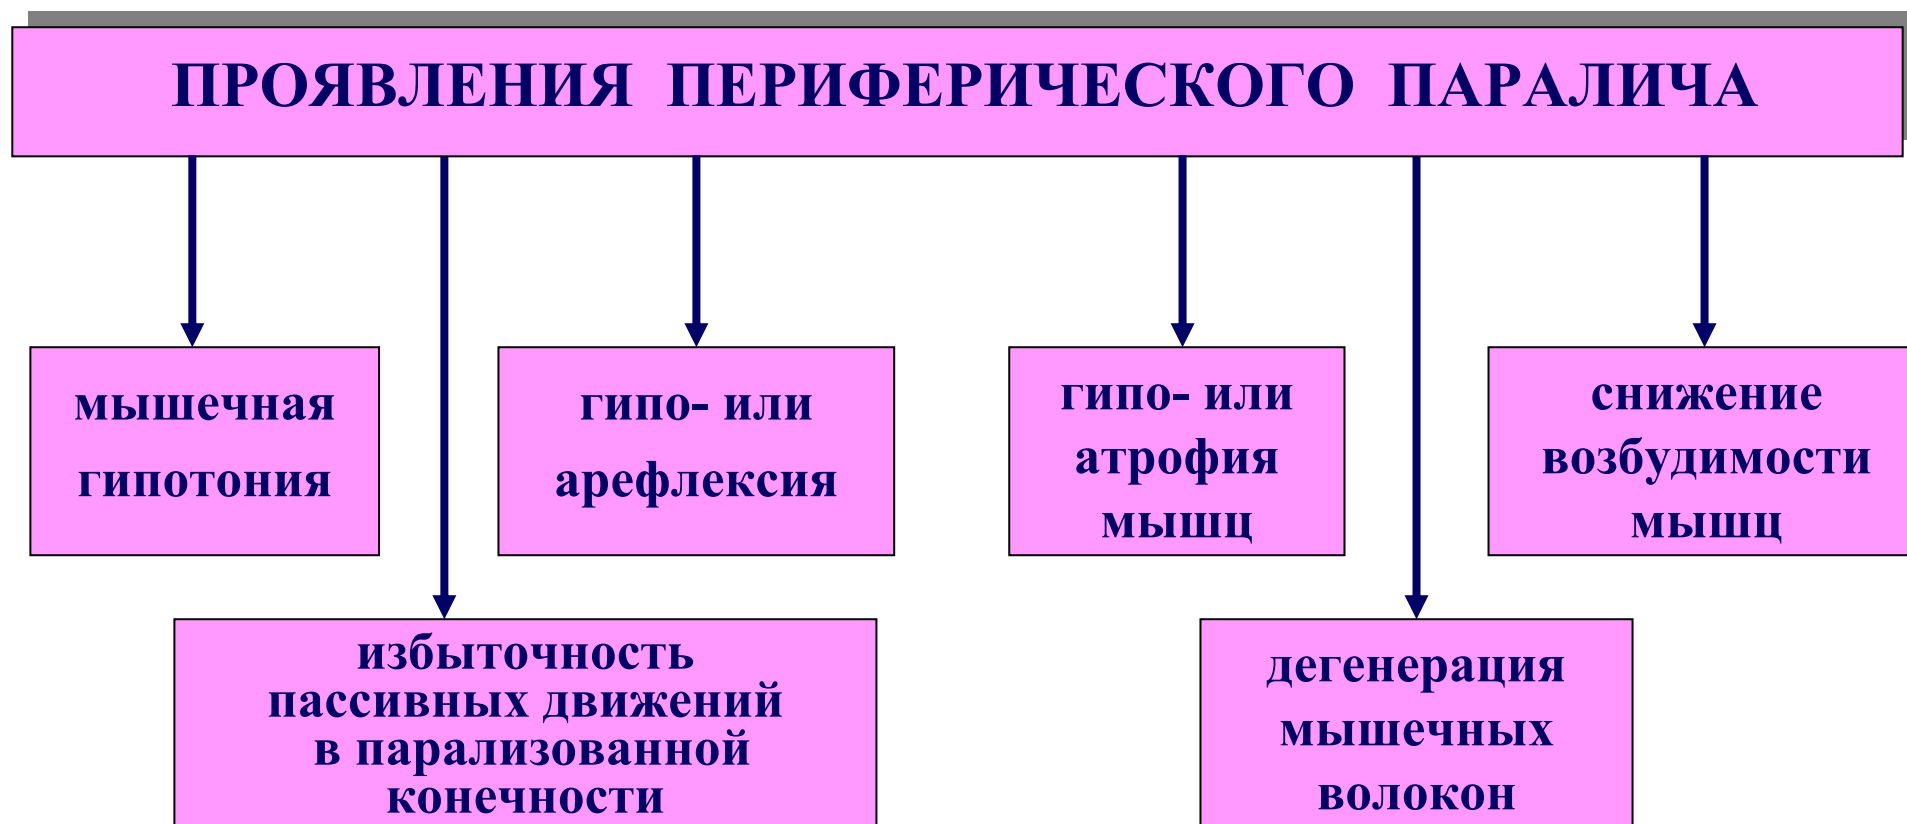 ПРОЯВЛЕНИЯ ПЕРИФЕРИЧЕСКОГО ПАРАЛИЧА
мышечная
гипотония
гипо- или
арефлексия
гипо- или
атрофия
мышц
снижение
возбудимости
мышц
избыточность
пассивных движений
в парализованной
конечности
дегенерация
мышечных
волокон